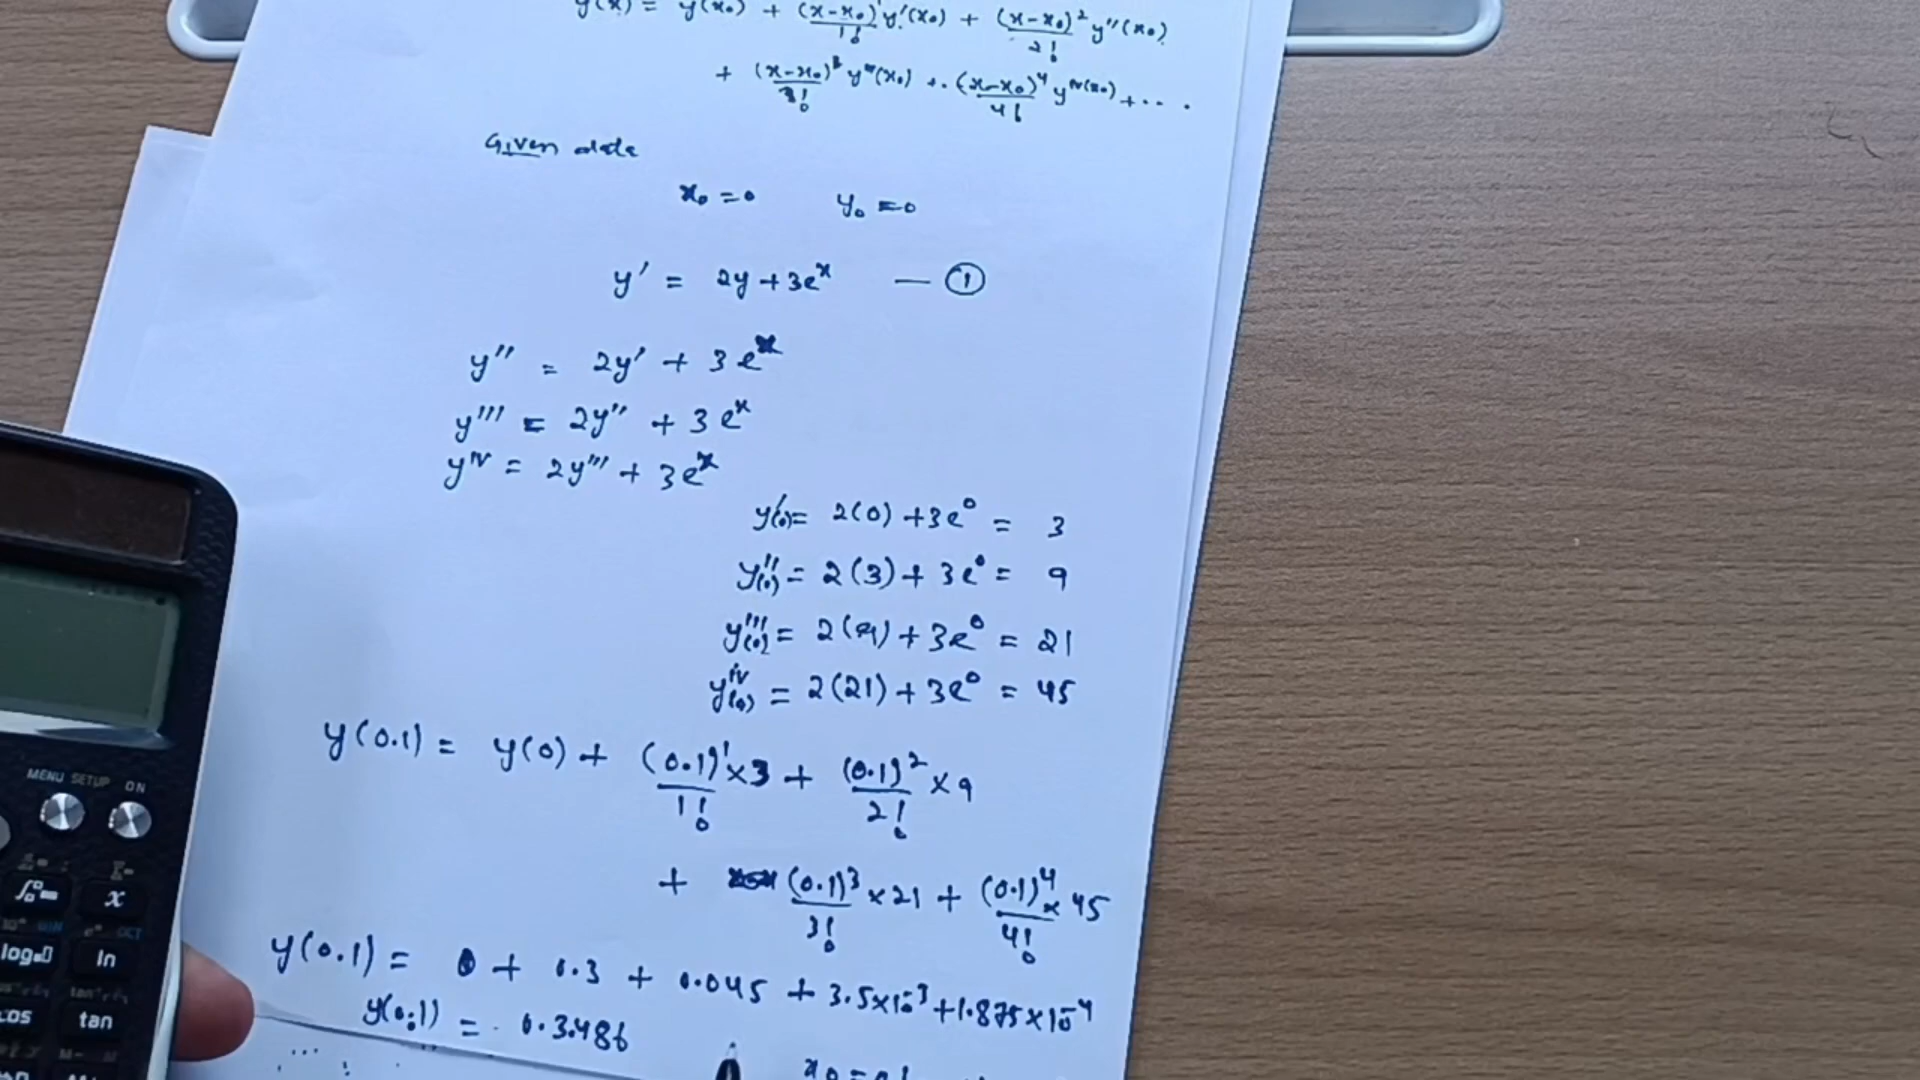 y(x) = y(x₀) + (x-x₀)¹/1! y'(x₀) + (x-x₀)²/2! y''(x₀)
+ (x-x₀)³/3! y'''(x₀) + (x-x₀)⁴/4! yⁱᵛ(x₀) + ...
Given data
x₀ = 0 y₀ = 0
y' = 2y + 3eˣ — ①
y'' = 2y' + 3eˣ
y''' = 2y'' + 3eˣ
yⁱᵛ = 2y''' + 3eˣ
y'(0) = 2(0) + 3e⁰ = 3
y''(0) = 2(3) + 3e⁰ = 9
y'''(0) = 2(9) + 3e⁰ = 21
yⁱᵛ(0) = 2(21) + 3e⁰ = 45
y(0.1) = y(0) + (0.1)¹/1! × 3 + (0.1)²/2! × 9
+ (0.1)³/3! × 21 + (0.1)⁴/4! × 45
y(0.1) = 0 + 0.3 + 0.045 + 3.5×10⁻³ + 1.875×10⁻⁴
y(0.1) = 0.3486
MENU SETUP ON
x
ln
tan